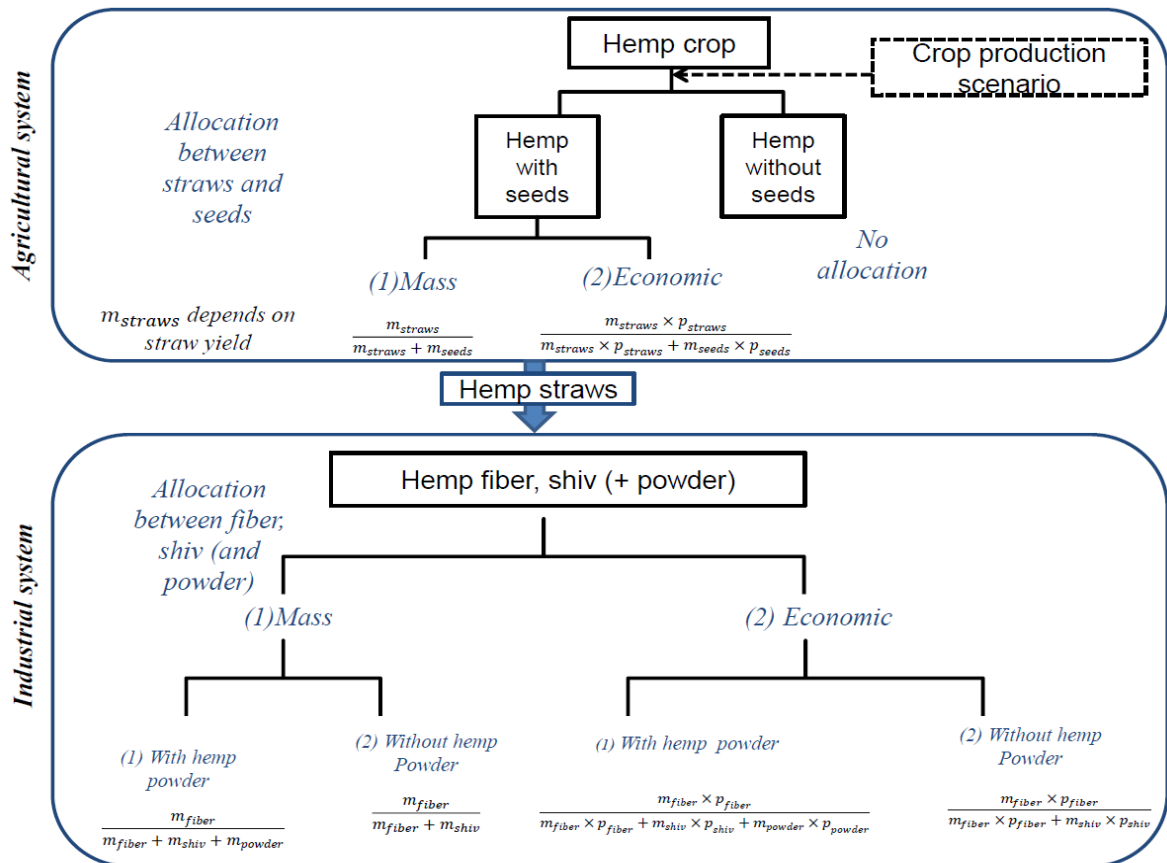 Agricultural system
Hemp crop
Crop production
scenario
Allocation
between
straws and
seeds
Hemp
with
seeds
Hemp
without
seeds
No
allocation
(1)Mass
(2)Economic
m_straws depends on
straw yield
m_straws
m_straws + m_seeds
m_straws × p_straws
m_straws × p_straws + m_seeds × p_seeds
Hemp straws
Industrial system
Hemp fiber, shiv (+ powder)
Allocation
between fiber,
shiv (and
powder)
(1)Mass
(2) Economic
(1) With hemp
powder
m_fiber
m_fiber + m_shiv + m_powder
(2) Without hemp
Powder
m_fiber
m_fiber + m_shiv
(1) With hemp powder
m_fiber × p_fiber
m_fiber × p_fiber + m_shiv × p_shiv + m_powder × p_powder
(2) Without hemp
Powder
m_fiber × p_fiber
m_fiber × p_fiber + m_shiv × p_shiv